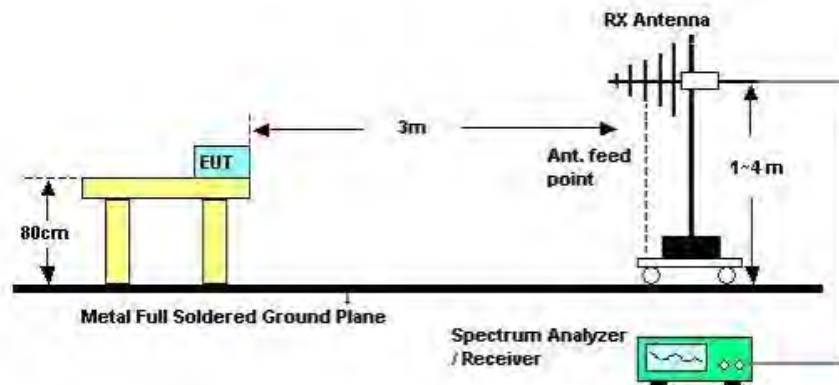 RX Antenna
3m
EUT
Ant. feed
point
1~4 m
80cm
Metal Full Soldered Ground Plane
Spectrum Analyzer
/ Receiver